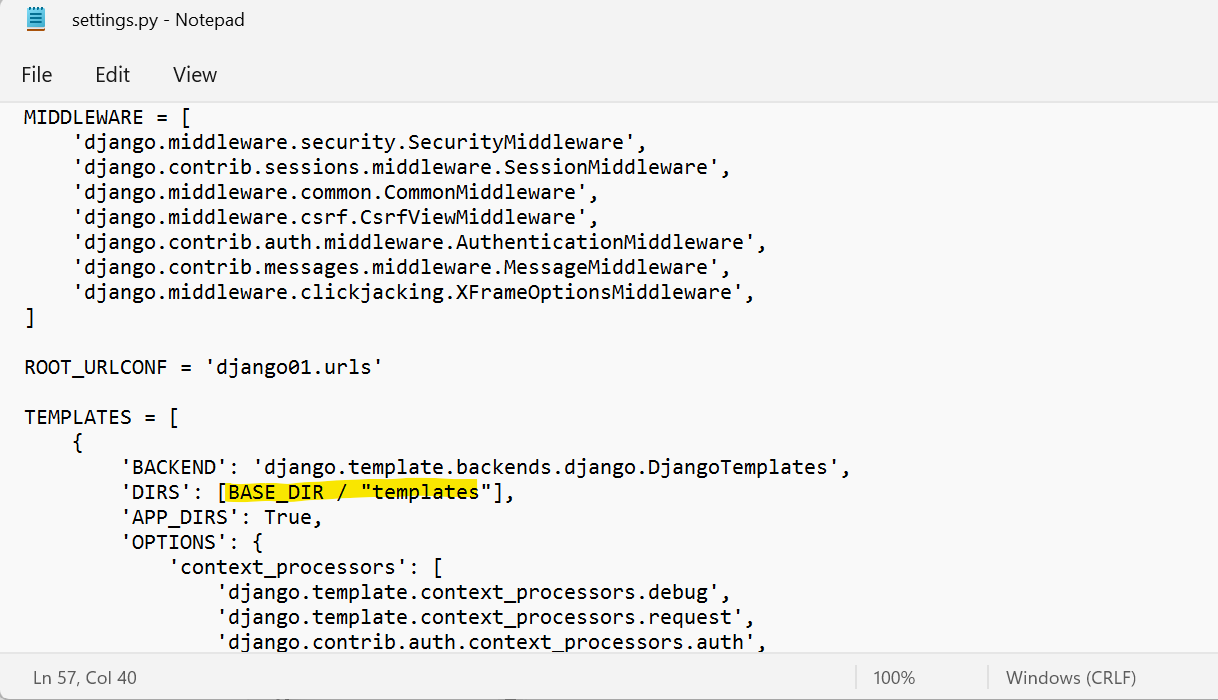 settings.py - Notepad
File Edit View
MIDDLEWARE = [
    'django.middleware.security.SecurityMiddleware',
    'django.contrib.sessions.middleware.SessionMiddleware',
    'django.middleware.common.CommonMiddleware',
    'django.middleware.csrf.CsrfViewMiddleware',
    'django.contrib.auth.middleware.AuthenticationMiddleware',
    'django.contrib.messages.middleware.MessageMiddleware',
    'django.middleware.clickjacking.XFrameOptionsMiddleware',
]
ROOT_URLCONF = 'django01.urls'
TEMPLATES = [
    {
        'BACKEND': 'django.template.backends.django.DjangoTemplates',
        'DIRS': [BASE_DIR / "templates"],
        'APP_DIRS': True,
        'OPTIONS': {
            'context_processors': [
                'django.template.context_processors.debug',
                'django.template.context_processors.request',
                'django.contrib.auth.context_processors.auth',
Ln 57, Col 40 100% Windows (CRLF)